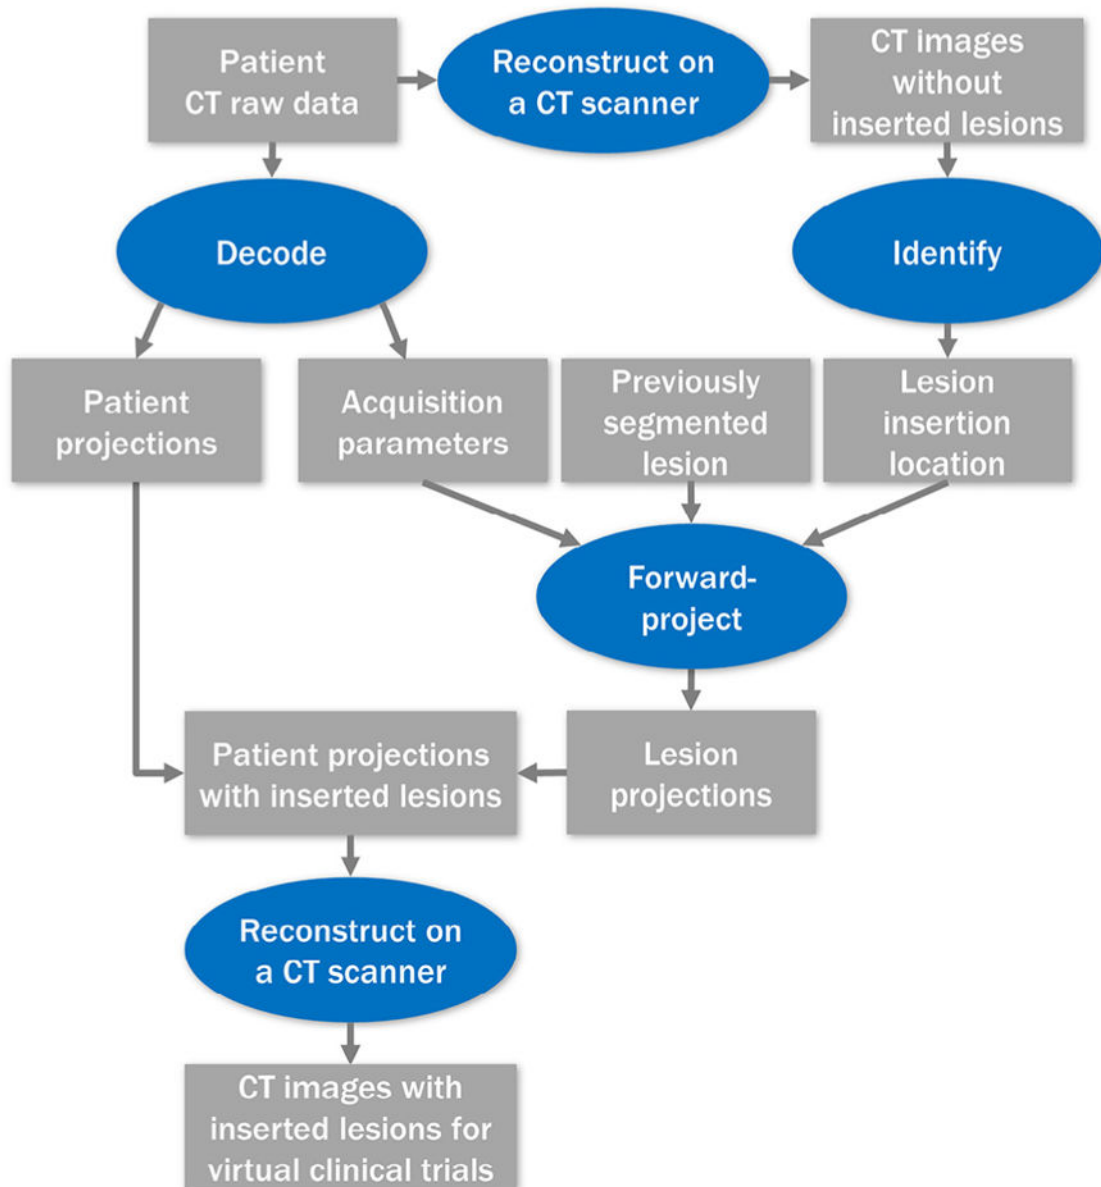 Patient
CT raw data
Reconstruct on
a CT scanner
CT images
without
inserted lesions
Decode
Identify
Patient
projections
Acquisition
parameters
Previously
segmented
lesion
Lesion
insertion
location
Forward-
project
Patient projections
with inserted lesions
Lesion
projections
Reconstruct on
a CT scanner
CT images with
inserted lesions for
virtual clinical trials